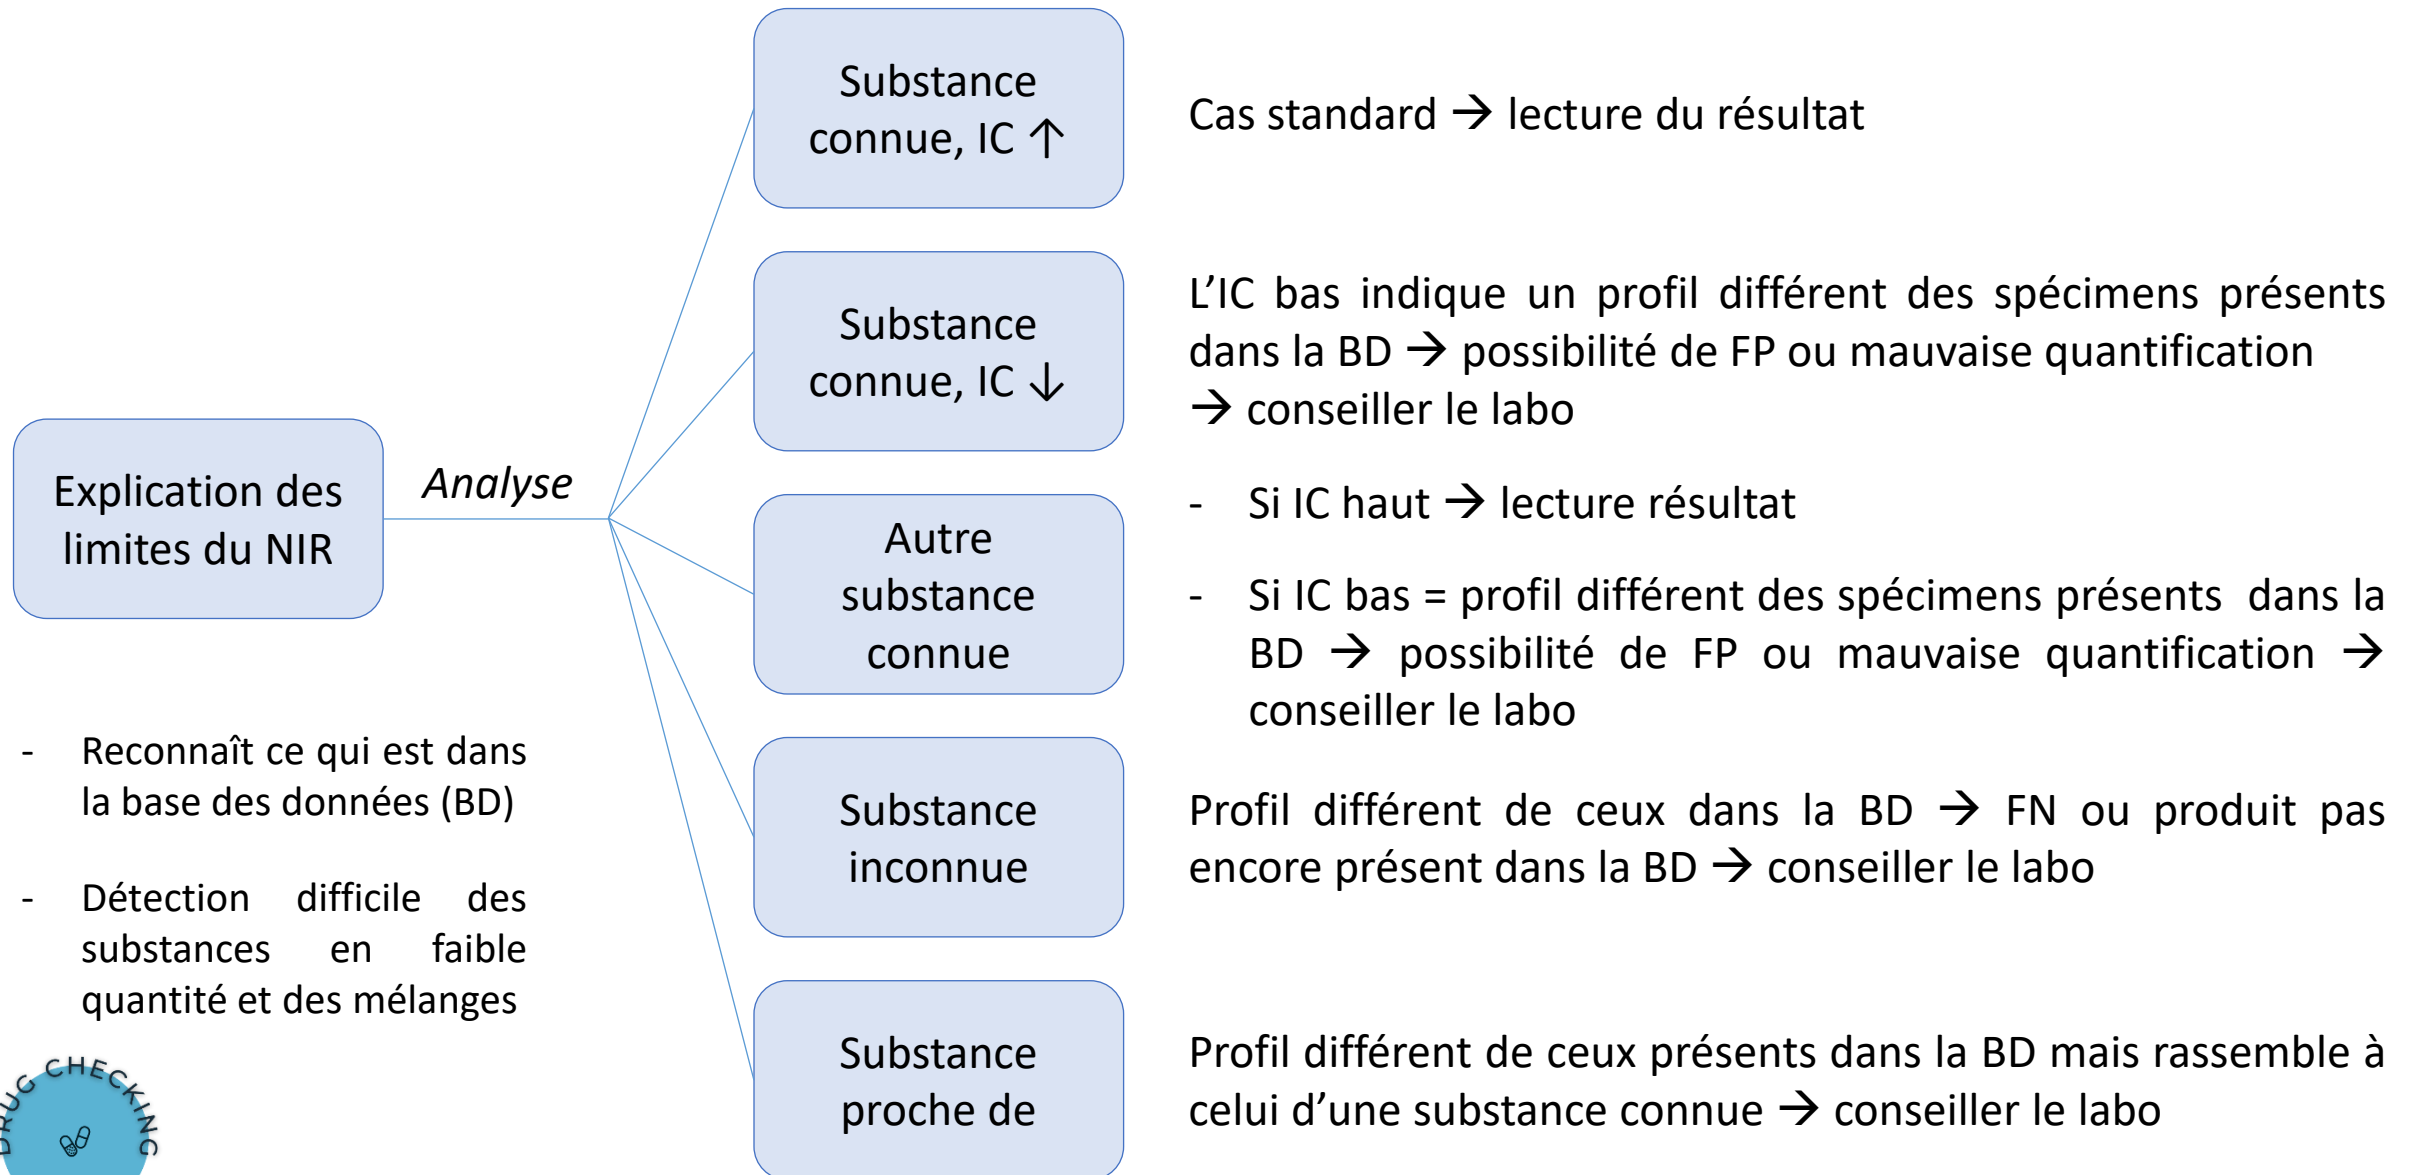 Explication des
limites du NIR
Analyse
- Reconnaît ce qui est dans
la base des données (BD)
- Détection difficile des
substances en faible
quantité et des mélanges
DRUG CHECKING
Substance
connue, IC ↑
Cas standard → lecture du résultat
Substance
connue, IC ↓
L’IC bas indique un profil différent des spécimens présents
dans la BD → possibilité de FP ou mauvaise quantification
→ conseiller le labo
Autre
substance
connue
- Si IC haut → lecture résultat
- Si IC bas = profil différent des spécimens présents dans la
BD → possibilité de FP ou mauvaise quantification →
conseiller le labo
Substance
inconnue
Profil différent de ceux dans la BD → FN ou produit pas
encore présent dans la BD → conseiller le labo
Substance
proche de
Profil différent de ceux présents dans la BD mais rassemble à
celui d’une substance connue → conseiller le labo